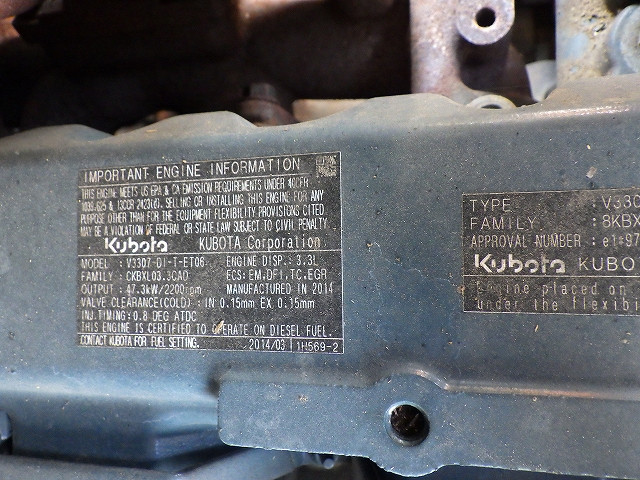 IMPORTANT ENGINE INFORMATION
THIS ENGINE MEETS US EPA & CA EMISSION REQUIREMENTS UNDER 40CFR
1039.625 & 13CCR 2423(d). SELLING OR INSTALLING THIS ENGINE FOR ANY
PURPOSE OTHER THAN FOR THE EQUIPMENT FLEXIBILITY PROVISIONS CITED
MAY BE A VIOLATION OF FEDERAL OR STATE LAW SUBJECT TO CIVIL PENALTY.
Kubota KUBOTA Corporation
MODEL : V3307-DI-T-ET06 ENGINE DISP.: 3.3L
FAMILY : CKBXL03.3CAD ECS: EM,DFI,TC,EGR
OUTPUT : 47.3kW/2200rpm MANUFACTURED IN 2014
VALVE CLEARANCE(COLD) : IN 0.15mm EX 0.15mm
INJ.TIMING: 0.8 DEG ATDC
THIS ENGINE IS CERTIFIED TO OPERATE ON DIESEL FUEL.
CONTACT KUBOTA FOR FUEL SETTING. 2014/03 1H569-2
TYPE : V330
FAMILY : 8KBX
APPROVAL NUMBER : e1*97
Kubota KUBO
Engine placed on
under the flexibi